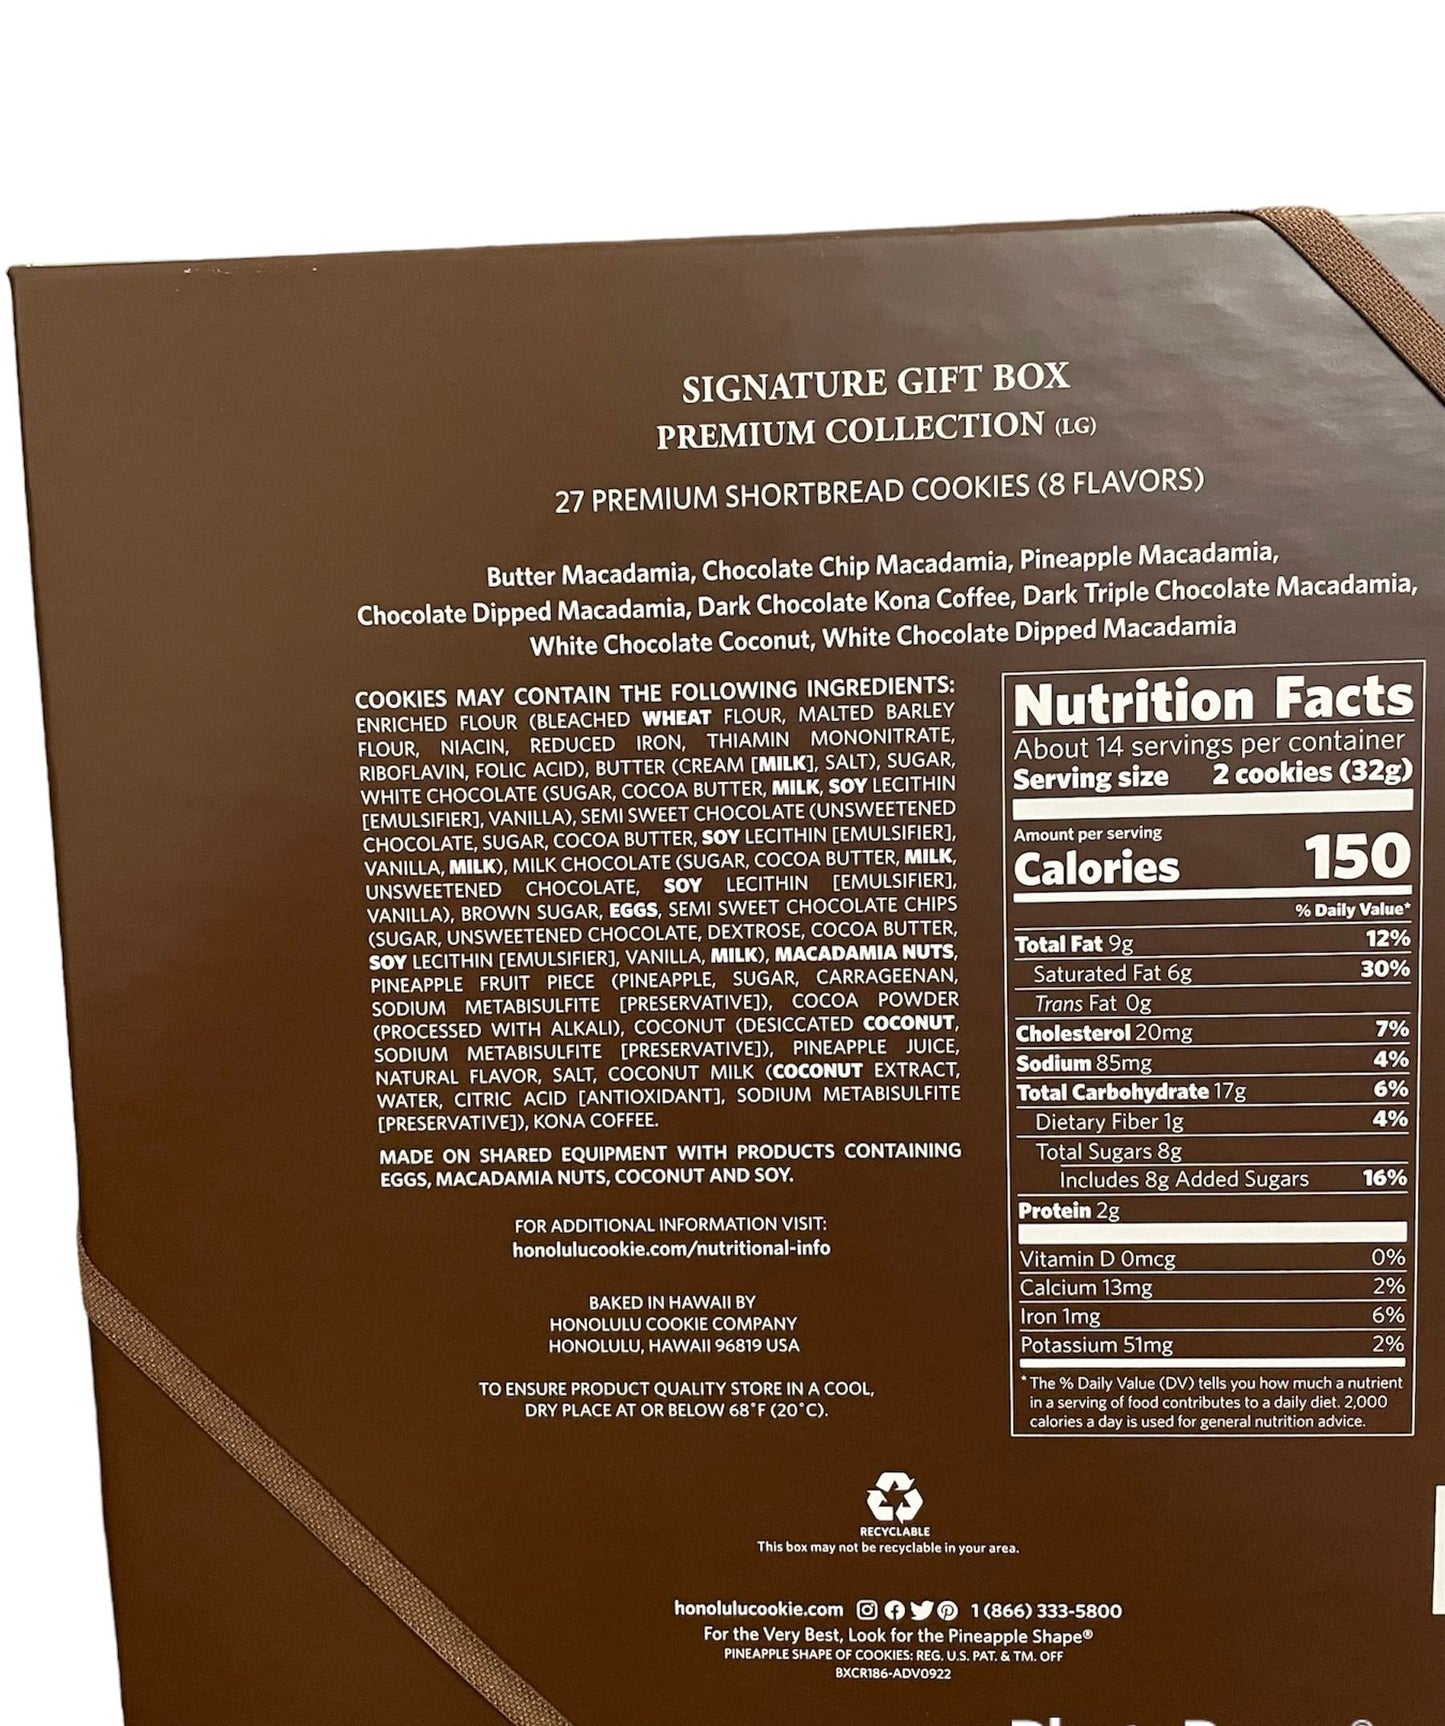 SIGNATURE GIFT BOX
PREMIUM COLLECTION (LG)
27 PREMIUM SHORTBREAD COOKIES (8 FLAVORS)
Butter Macadamia, Chocolate Chip Macadamia, Pineapple Macadamia,
Chocolate Dipped Macadamia, Dark Chocolate Kona Coffee, Dark Triple Chocolate Macadamia,
White Chocolate Coconut, White Chocolate Dipped Macadamia
COOKIES MAY CONTAIN THE FOLLOWING INGREDIENTS:
ENRICHED FLOUR (BLEACHED WHEAT FLOUR, MALTED BARLEY
FLOUR, NIACIN, REDUCED IRON, THIAMIN MONONITRATE,
RIBOFLAVIN, FOLIC ACID), BUTTER (CREAM [MILK], SALT), SUGAR,
WHITE CHOCOLATE (SUGAR, COCOA BUTTER, MILK, SOY LECITHIN
[EMULSIFIER], VANILLA), SEMI SWEET CHOCOLATE (UNSWEETENED
CHOCOLATE, SUGAR, COCOA BUTTER, SOY LECITHIN [EMULSIFIER],
VANILLA, MILK), MILK CHOCOLATE (SUGAR, COCOA BUTTER, MILK,
UNSWEETENED CHOCOLATE, SOY LECITHIN [EMULSIFIER],
VANILLA), BROWN SUGAR, EGGS, SEMI SWEET CHOCOLATE CHIPS
(SUGAR, UNSWEETENED CHOCOLATE, DEXTROSE, COCOA BUTTER,
SOY LECITHIN [EMULSIFIER], VANILLA, MILK), MACADAMIA NUTS,
PINEAPPLE FRUIT PIECE (PINEAPPLE, SUGAR, CARRAGEENAN,
SODIUM METABISULFITE [PRESERVATIVE]), COCOA POWDER
(PROCESSED WITH ALKALI), COCONUT (DESICCATED COCONUT,
SODIUM METABISULFITE [PRESERVATIVE]), PINEAPPLE JUICE,
NATURAL FLAVOR, SALT, COCONUT MILK (COCONUT EXTRACT,
WATER, CITRIC ACID [ANTIOXIDANT], SODIUM METABISULFITE
[PRESERVATIVE]), KONA COFFEE.
MADE ON SHARED EQUIPMENT WITH PRODUCTS CONTAINING
EGGS, MACADAMIA NUTS, COCONUT AND SOY.
FOR ADDITIONAL INFORMATION VISIT:
honolulucookie.com/nutritional-info
BAKED IN HAWAII BY
HONOLULU COOKIE COMPANY
HONOLULU, HAWAII 96819 USA
TO ENSURE PRODUCT QUALITY STORE IN A COOL,
DRY PLACE AT OR BELOW 68°F (20°C).
Nutrition Facts
About 14 servings per container
Serving size 2 cookies (32g)
Amount per serving
Calories 150
% Daily Value*
Total Fat 9g 12%
Saturated Fat 6g 30%
Trans Fat 0g
Cholesterol 20mg 7%
Sodium 85mg 4%
Total Carbohydrate 17g 6%
Dietary Fiber 1g 4%
Total Sugars 8g
Includes 8g Added Sugars 16%
Protein 2g
Vitamin D 0mcg 0%
Calcium 13mg 2%
Iron 1mg 6%
Potassium 51mg 2%
* The % Daily Value (DV) tells you how much a nutrient
in a serving of food contributes to a daily diet. 2,000
calories a day is used for general nutrition advice.
RECYCLABLE
This box may not be recyclable in your area.
honolulucookie.com 1 (866) 333-5800
For the Very Best, Look for the Pineapple Shape®
PINEAPPLE SHAPE OF COOKIES: REG. U.S. PAT. & TM. OFF
BXCR186-ADV0922